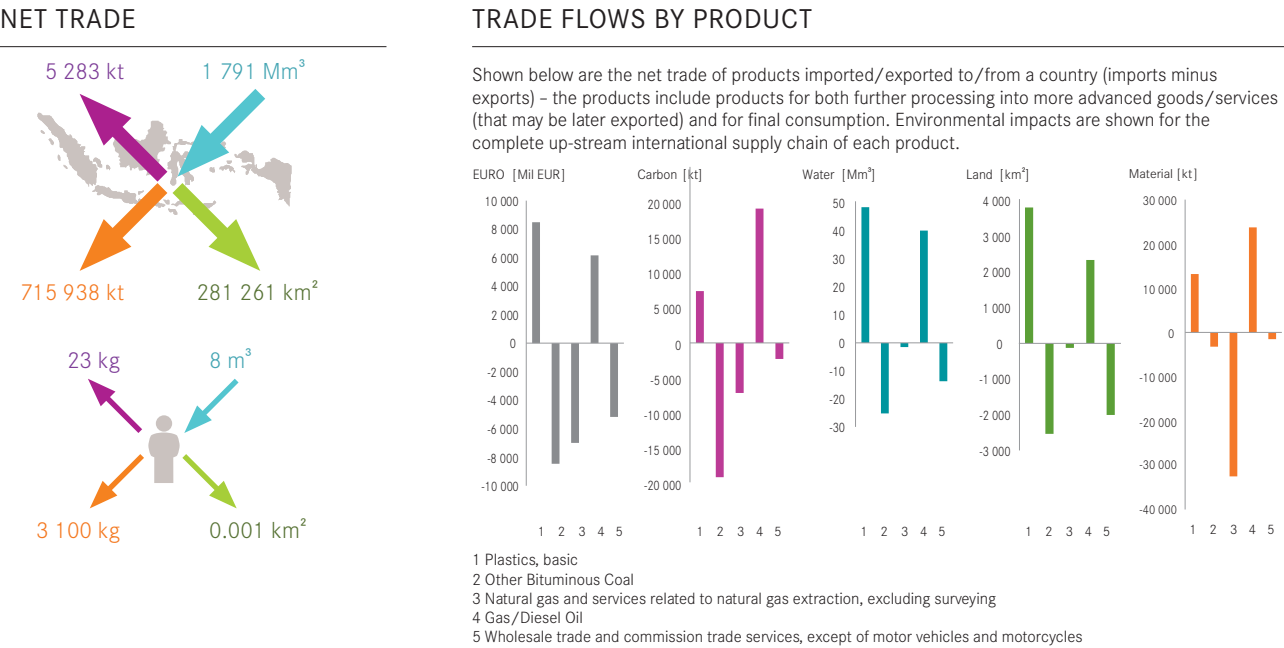 NET TRADE
5 283 kt
1 791 Mm³
715 938 kt
281 261 km²
23 kg
8 m³
3 100 kg
0.001 km²
TRADE FLOWS BY PRODUCT
Shown below are the net trade of products imported/exported to/from a country (imports minus
exports) – the products include products for both further processing into more advanced goods/services
(that may be later exported) and for final consumption. Environmental impacts are shown for the
complete up-stream international supply chain of each product.
EURO [Mil EUR]
10 000
8 000
6 000
4 000
2 000
0
-2 000
-4 000
-6 000
-8 000
-10 000
1 2 3 4 5
Carbon [kt]
20 000
15 000
10 000
5 000
0
-5 000
-10 000
-15 000
-20 000
1 2 3 4 5
Water [Mm³]
50
40
30
20
10
0
-10
-20
-30
1 2 3 4 5
Land [km²]
4 000
3 000
2 000
1 000
0
-1 000
-2 000
-3 000
1 2 3 4 5
Material [kt]
30 000
20 000
10 000
0
-10 000
-20 000
-30 000
-40 000
1 2 3 4 5
1 Plastics, basic
2 Other Bituminous Coal
3 Natural gas and services related to natural gas extraction, excluding surveying
4 Gas/Diesel Oil
5 Wholesale trade and commission trade services, except of motor vehicles and motorcycles